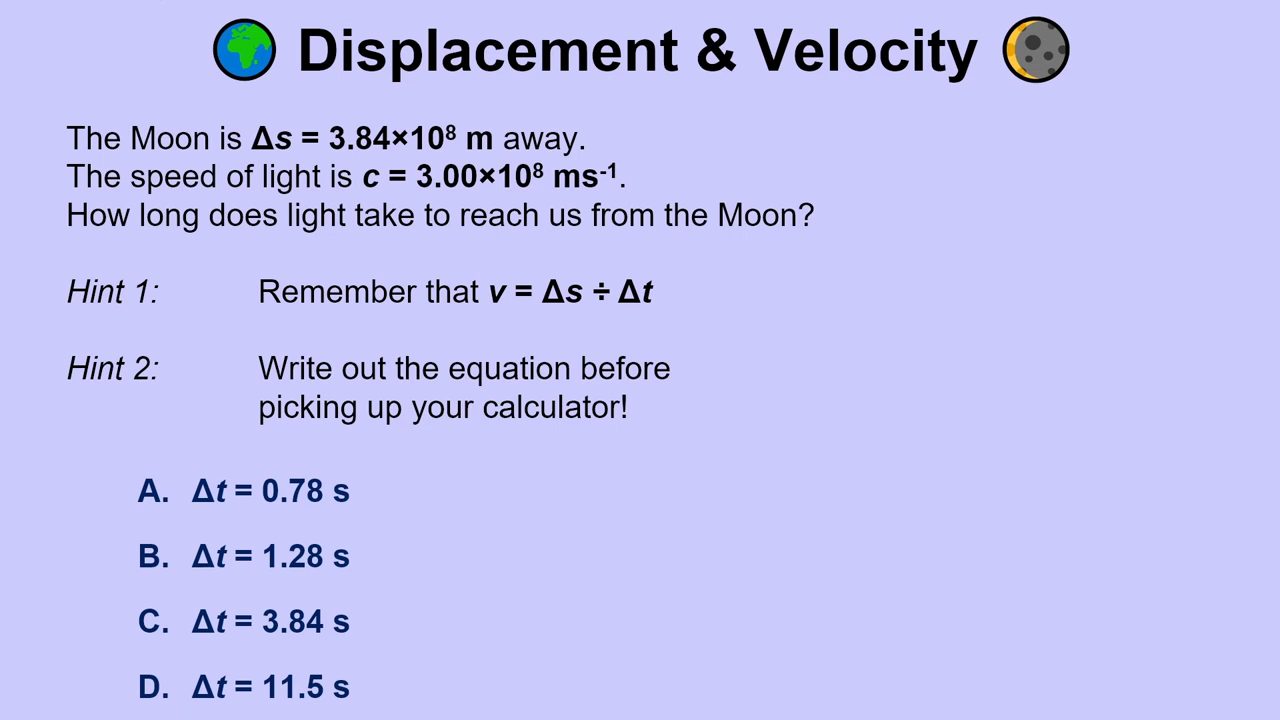 Displacement & Velocity
The Moon is Δs = 3.84×10⁸ m away.
The speed of light is c = 3.00×10⁸ ms⁻¹.
How long does light take to reach us from the Moon?
Hint 1: Remember that v = Δs ÷ Δt
Hint 2: Write out the equation before
picking up your calculator!
A. Δt = 0.78 s
B. Δt = 1.28 s
C. Δt = 3.84 s
D. Δt = 11.5 s